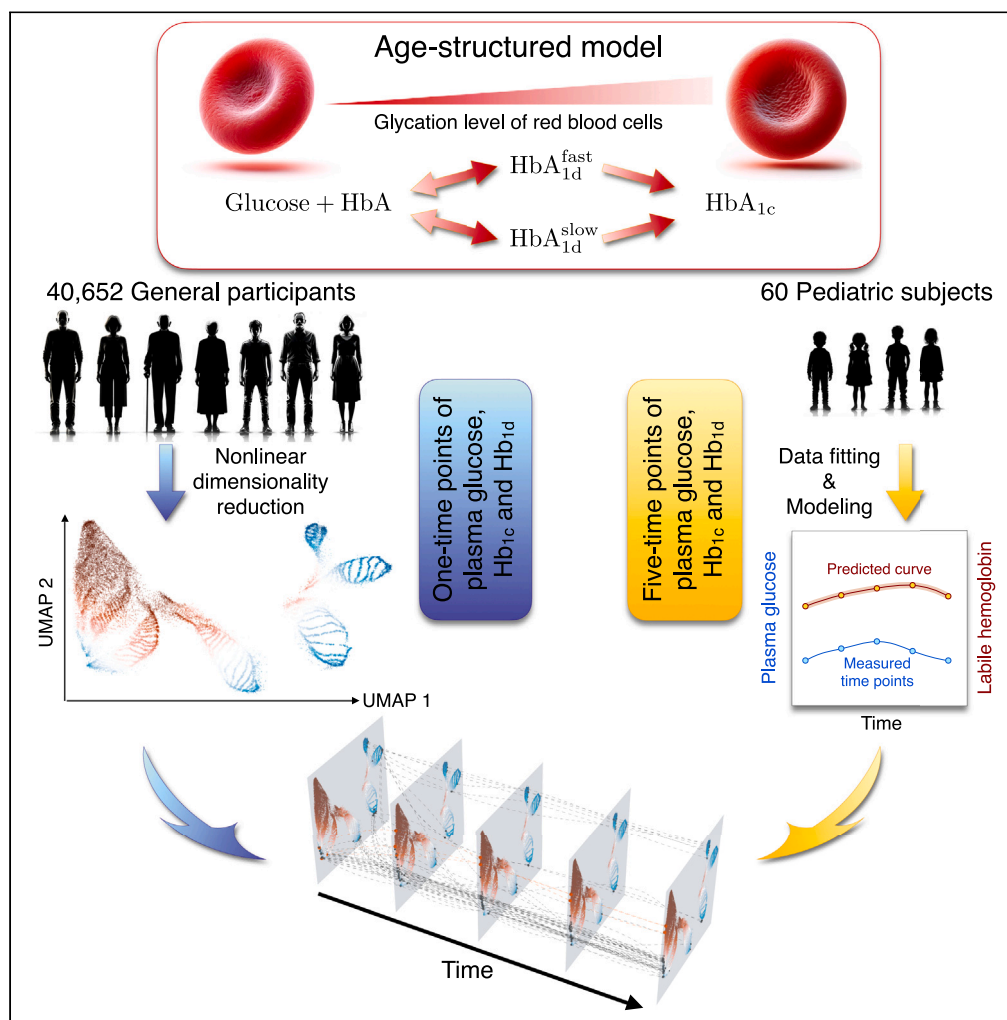 Age-structured model
Glycation level of red blood cells
Glucose + HbA
HbA1d^fast
HbA1d^slow
HbA1c
40,652 General participants
60 Pediatric subjects
Nonlinear
dimensionality
reduction
One-time points of
plasma glucose,
Hb1c and Hb1d
Five-time points of
plasma glucose,
Hb1c and Hb1d
Data fitting
&
Modeling
UMAP 2
UMAP 1
Plasma glucose
Predicted curve
Measured
time points
Labile hemoglobin
Time
Time